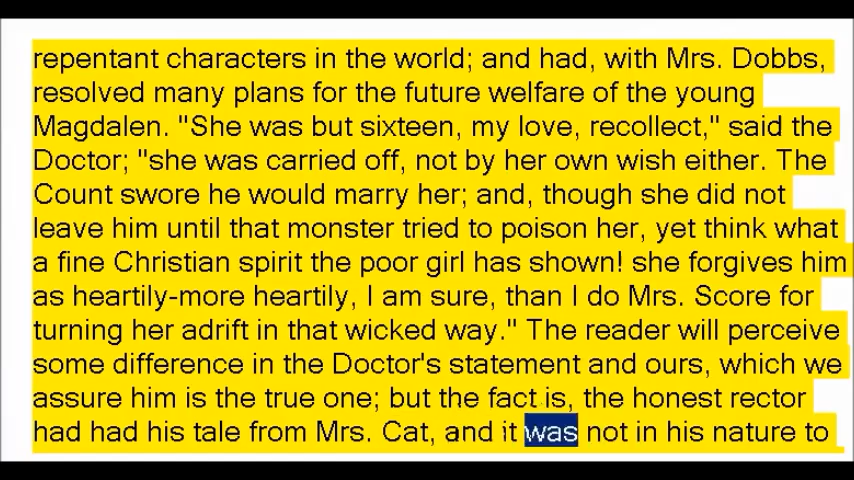 repentant characters in the world; and had, with Mrs. Dobbs,
resolved many plans for the future welfare of the young
Magdalen. "She was but sixteen, my love, recollect," said the
Doctor; "she was carried off, not by her own wish either. The
Count swore he would marry her; and, though she did not
leave him until that monster tried to poison her, yet think what
a fine Christian spirit the poor girl has shown! she forgives him
as heartily-more heartily, I am sure, than I do Mrs. Score for
turning her adrift in that wicked way." The reader will perceive
some difference in the Doctor's statement and ours, which we
assure him is the true one; but the fact is, the honest rector
had had his tale from Mrs. Cat, and it was not in his nature to